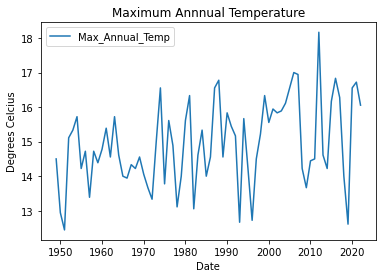 Maximum Annnual Temperature
Max_Annual_Temp
Degrees Celcius
18
17
16
15
14
13
1950 1960 1970 1980 1990 2000 2010 2020
Date